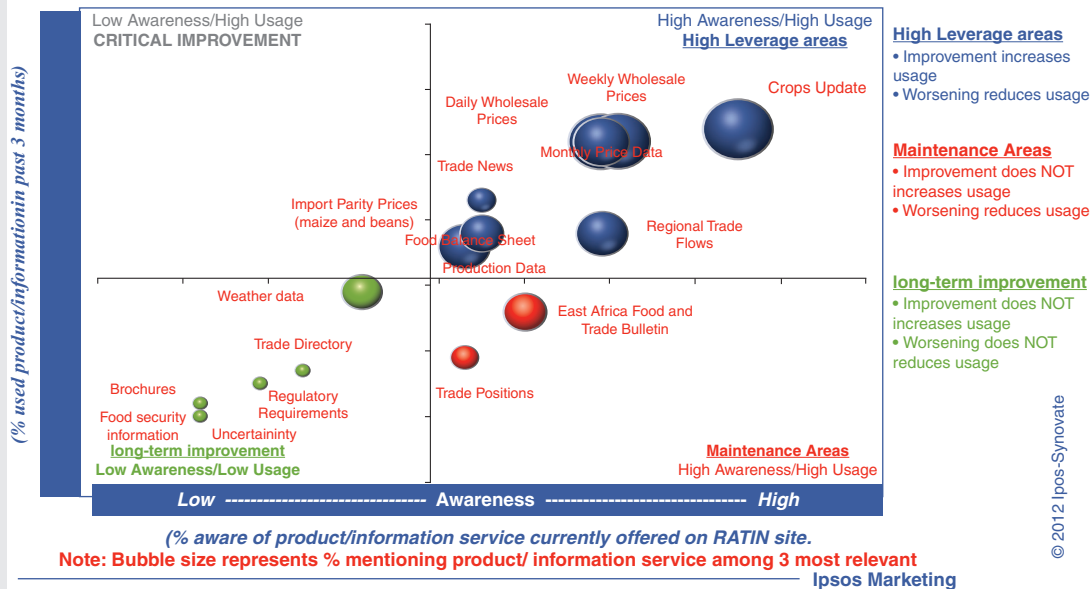 Low Awareness/High Usage
CRITICAL IMPROVEMENT
High Awareness/High Usage
High Leverage areas
(% used product/informationin past 3 months)
Weekly Wholesale
Prices
Crops Update
Daily Wholesale
Prices
Monthly Price Data
Trade News
Import Parity Prices
(maize and beans)
Food Balance Sheet
Regional Trade
Flows
Production Data
Weather data
East Africa Food and
Trade Bulletin
Trade Directory
Trade Positions
Brochures
Regulatory
Requirements
Food security
information
Uncertaininty
long-term improvement
Low Awareness/Low Usage
Maintenance Areas
High Awareness/High Usage
Low -------------------------------- Awareness -------------------------------- High
(% aware of product/information service currently offered on RATIN site.
Note: Bubble size represents % mentioning product/ information service among 3 most relevant
Ipsos Marketing
High Leverage areas
• Improvement increases
usage
• Worsening reduces usage
Maintenance Areas
• Improvement does NOT
increases usage
• Worsening reduces usage
long-term improvement
• Improvement does NOT
increases usage
• Worsening does NOT
reduces usage
© 2012 Ipos-Synovate